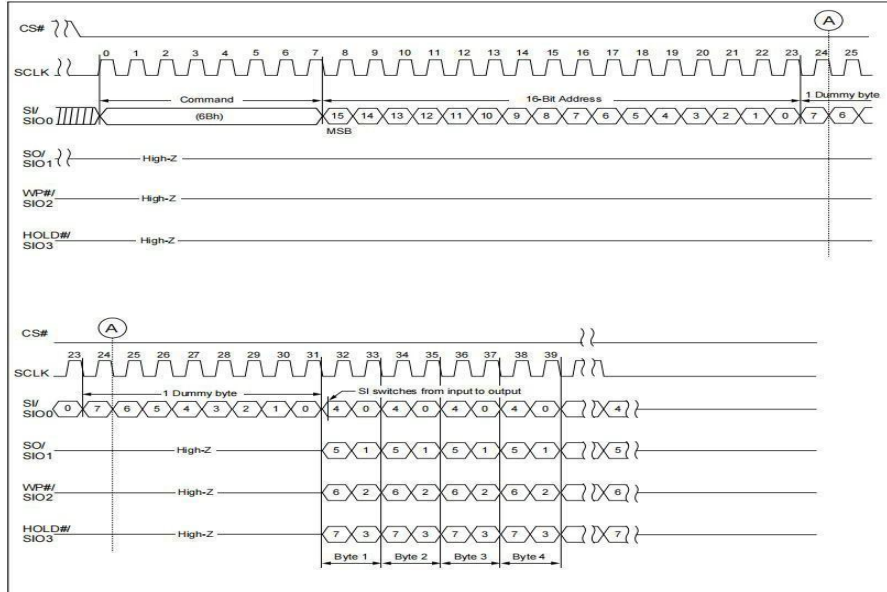 A
CS#
0 1 2 3 4 5 6 7 8 9 10 11 12 13 14 15 16 17 18 19 20 21 22 23 24 25
SCLK
Command 16-Bit Address 1 Dummy byte
SI/
SIO0
(6Bh) 15 14 13 12 11 10 9 8 7 6 5 4 3 2 1 0 7 6
MSB
SO/
SIO1
High-Z
WP#/
SIO2
High-Z
HOLD#/
SIO3
High-Z
A
CS#
23 24 25 26 27 28 29 30 31 32 33 34 35 36 37 38 39
SCLK
1 Dummy byte SI switches from input to output
SI/
SIO0
0 7 6 5 4 3 2 1 0 4 0 4 0 4 0 4 0 4
SO/
SIO1
High-Z 5 1 5 1 5 1 5 1 5
WP#/
SIO2
High-Z 6 2 6 2 6 2 6 2 6
HOLD#/
SIO3
High-Z 7 3 7 3 7 3 7 3 7
Byte 1 Byte 2 Byte 3 Byte 4